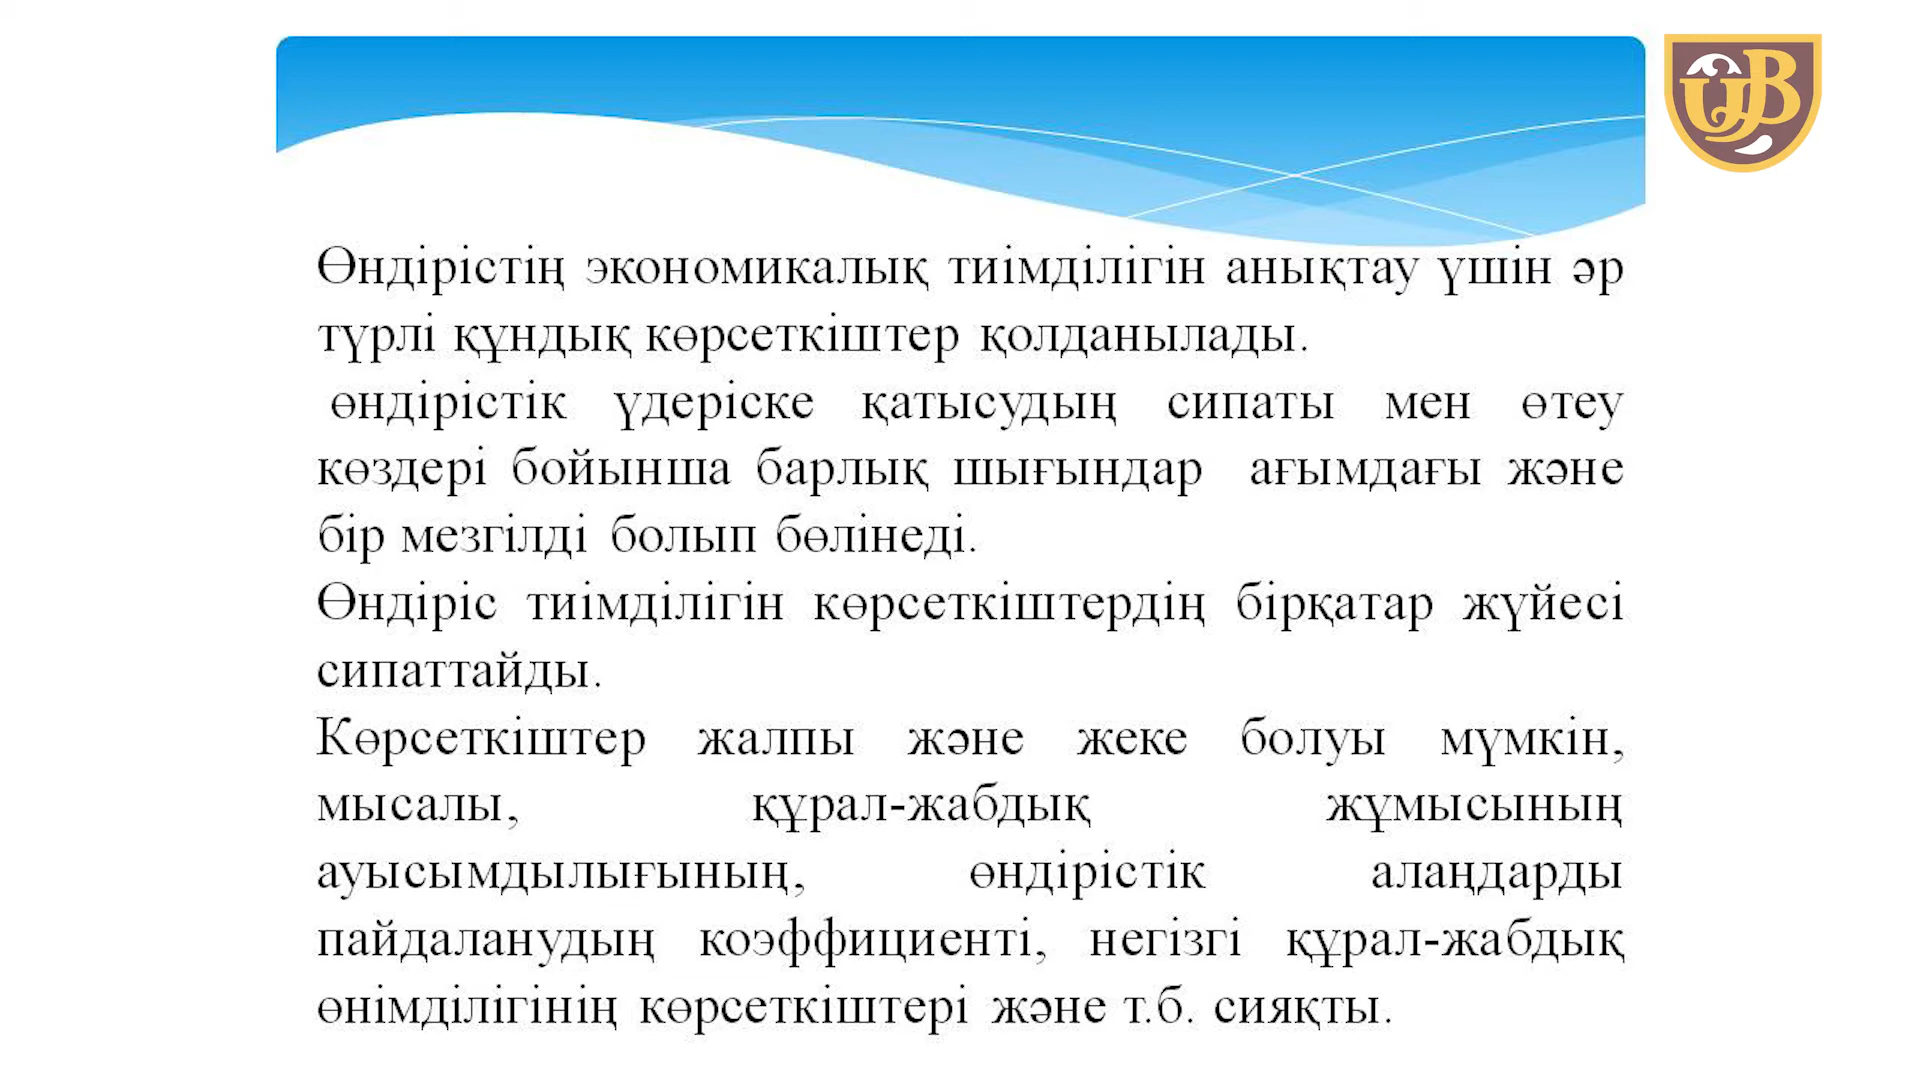 Өндірістің экономикалық тиімділігін анықтау үшін әр
түрлі құндық көрсеткіштер қолданылады.
өндірістік үдеріске қатысудың сипаты мен өтеу
көздері бойынша барлық шығындар ағымдағы және
бір мезгілді болып бөлінеді.
Өндіріс тиімділігін көрсеткіштердің бірқатар жүйесі
сипаттайды.
Көрсеткіштер жалпы және жеке болуы мүмкін,
мысалы, құрал-жабдық жұмысының
ауысымдылығының, өндірістік алаңдарды
пайдаланудың коэффициенті, негізгі құрал-жабдық
өнімділігінің көрсеткіштері және т.б. сияқты.